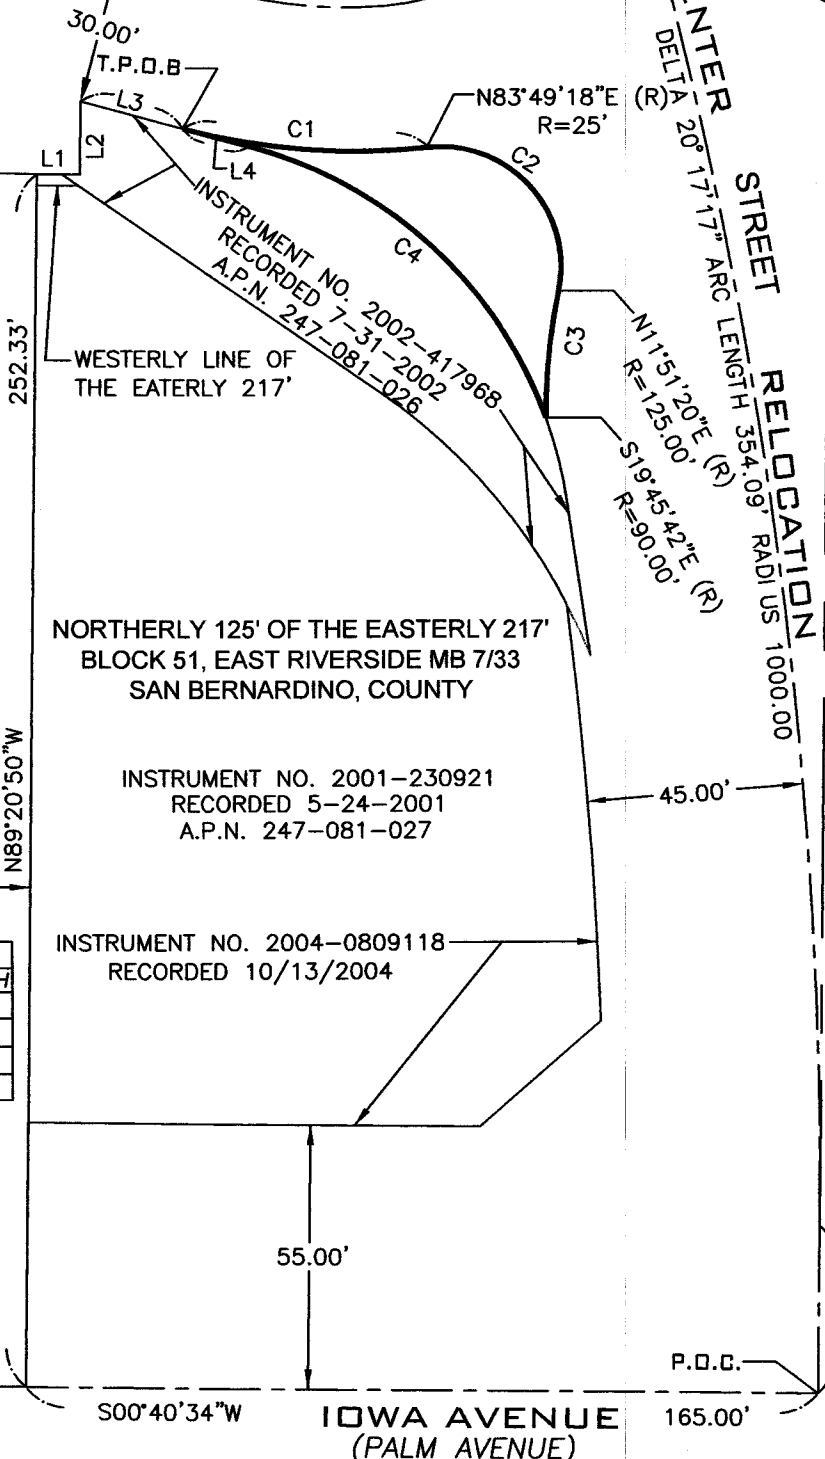 30.00'
T.P.O.B
L3
L2
L1
L4
C1
N83°49'18"E (R)
R=25'
C2
C4
C3
ENTER STREET RELOCATION
DELTA 20° 17'17" ARC LENGTH 354.09' RADIUS 1000.00
INSTRUMENT NO. 2002-417968
RECORDED 7-31-2002
A.P.N. 247-081-026
252.33'
WESTERLY LINE OF
THE EATERLY 217'
N11°51'20"E (R)
R=125.00'
S19°45'42"E (R)
R=90.00'
NORTHERLY 125' OF THE EASTERLY 217'
BLOCK 51, EAST RIVERSIDE MB 7/33
SAN BERNARDINO, COUNTY
N89°20'50"W
INSTRUMENT NO. 2001-230921
RECORDED 5-24-2001
A.P.N. 247-081-027
45.00'
INSTRUMENT NO. 2004-0809118
RECORDED 10/13/2004
H
55.00'
P.O.C.
S00°40'34"W
IOWA AVENUE
165.00'
(PALM AVENUE)